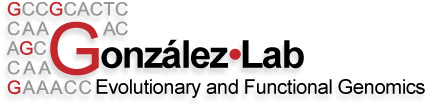 GCCGCACTC
CAA AC
AGC González•Lab
CAA
GAAACC Evolutionary and Functional Genomics